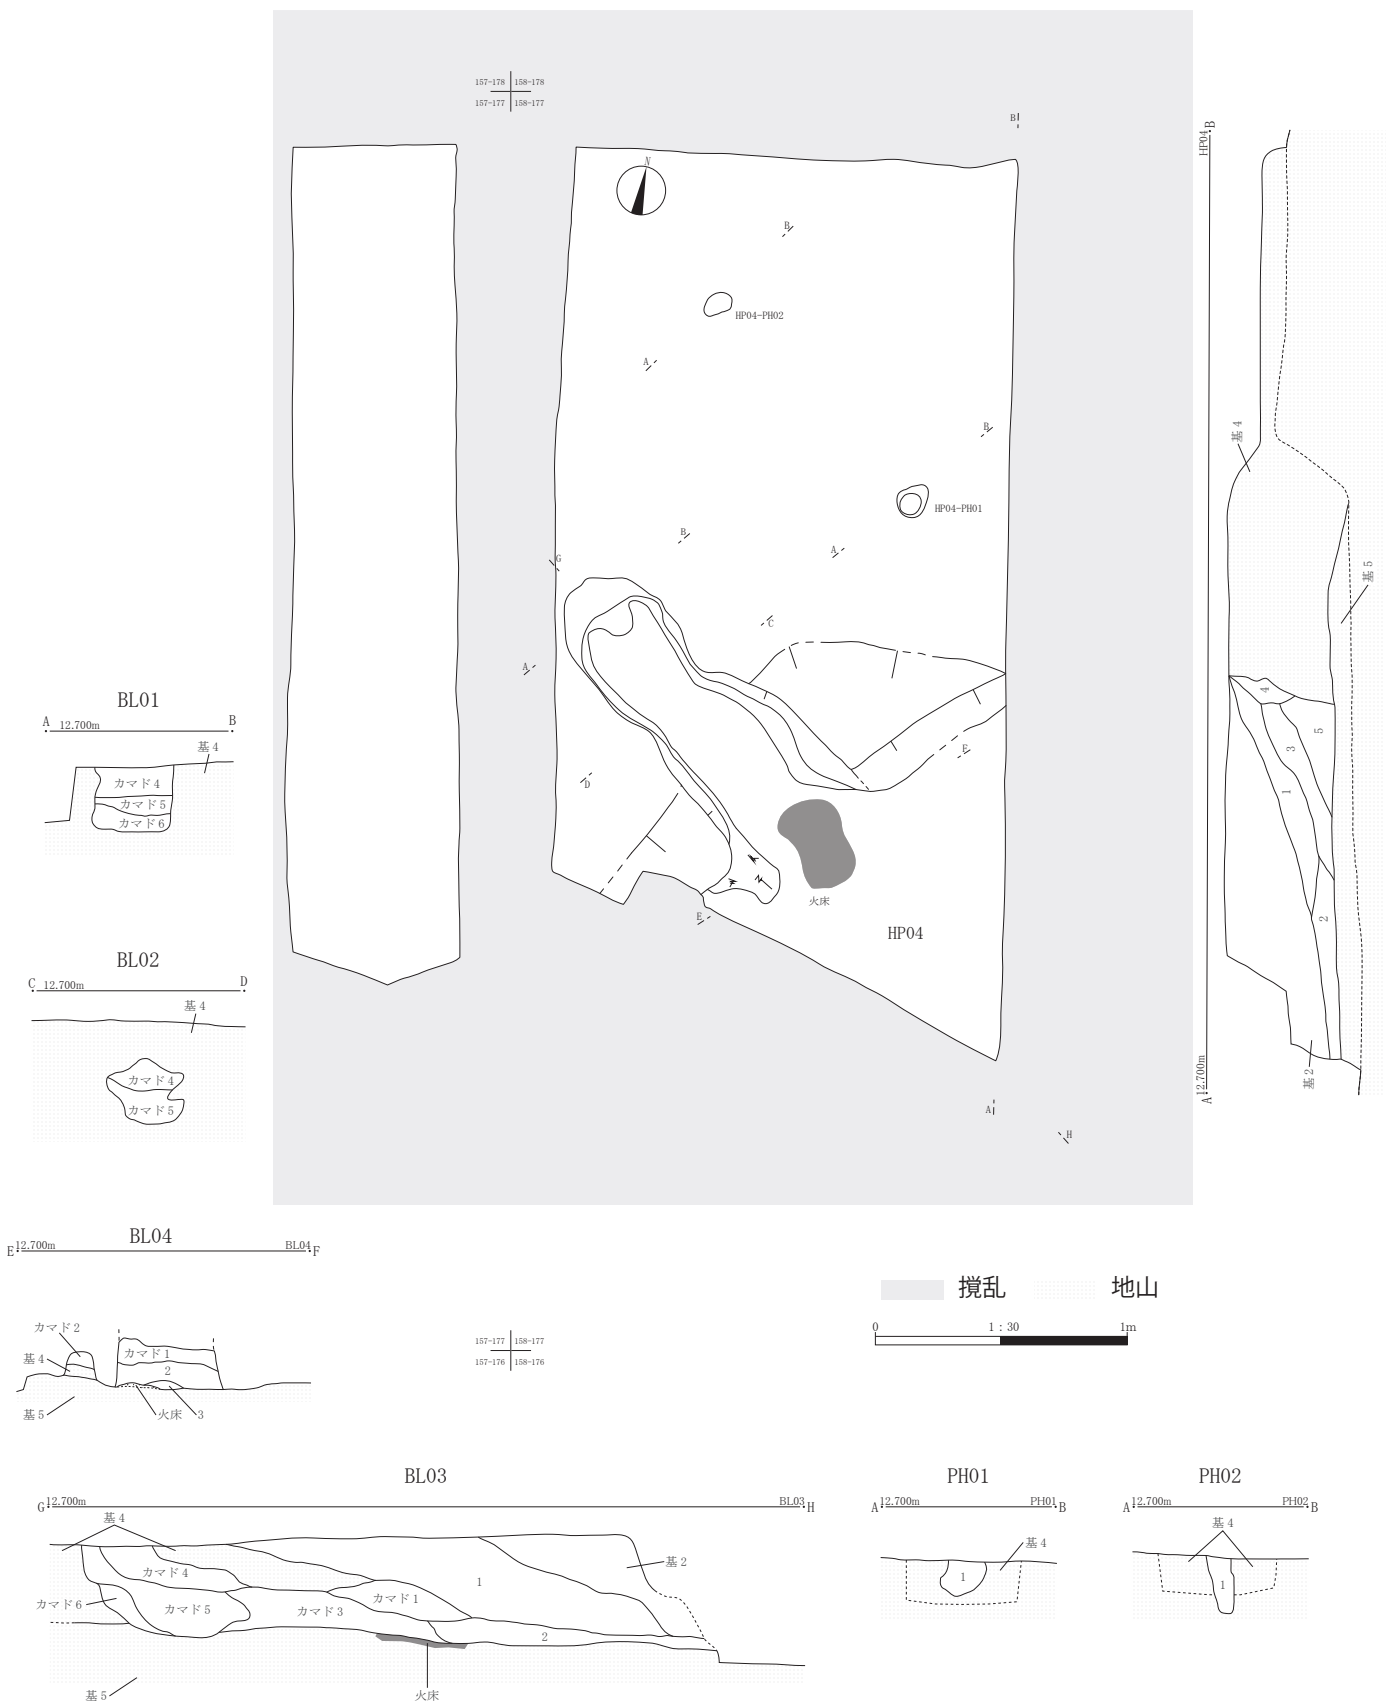 157-178 158-178
157-177 158-177
B
N
B
HP04-PH02
A
B
HP04-PH01
B
A
G
C
A
D
E
E
火床
HP04
A
H
B
HP04
基4
基5
4
5
3
1
2
基2
12.700m
A
BL01
A 12.700m B
基4
カマド4
カマド5
カマド6
BL02
C 12.700m D
基4
カマド4
カマド5
BL04
E 12.700m BL04 F
カマド2
基4
カマド1
2
基5
火床 3
157-177 158-177
157-176 158-176
撹乱 地山
0 1:30 1m
BL03
G 12.700m BL03 H
基4
基2
カマド4
1
カマド6
カマド5
カマド3
カマド1
2
基5
火床
PH01
A 12.700m PH01 B
基4
1
PH02
A 12.700m PH02 B
基4
1